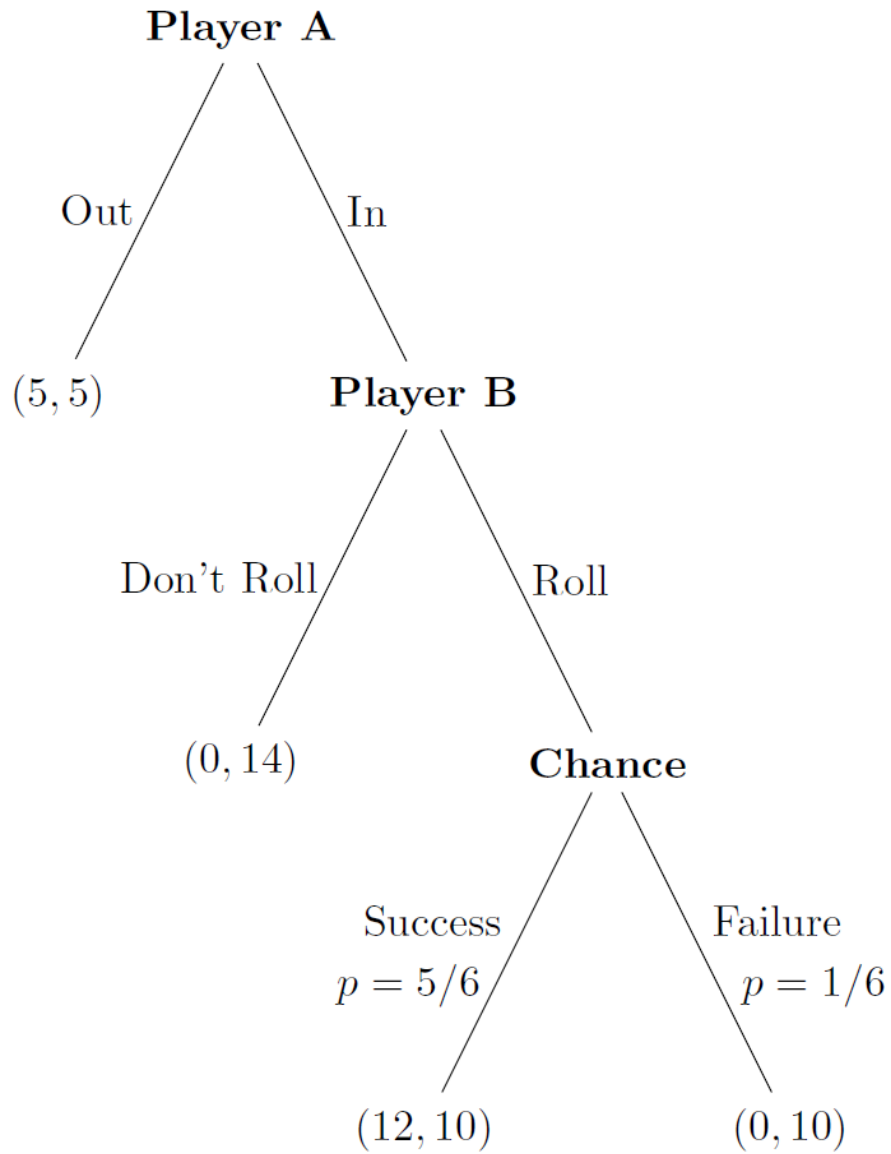 Player A
Out
In
(5, 5)
Player B
Don't Roll
Roll
(0, 14)
Chance
Success
p = 5/6
Failure
p = 1/6
(12, 10)
(0, 10)